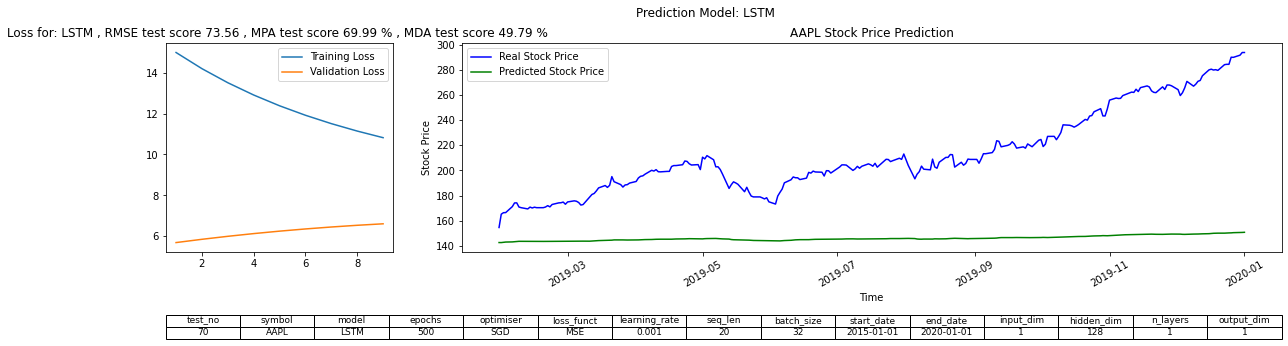 Prediction Model: LSTM
Loss for: LSTM , RMSE test score 73.56 , MPA test score 69.99 % , MDA test score 49.79 %
AAPL Stock Price Prediction
Training Loss
Validation Loss
14
12
10
8
6
2 4 6 8
Real Stock Price
Predicted Stock Price
Stock Price
300
280
260
240
220
200
180
160
140
2019-03 2019-05 2019-07 2019-09 2019-11 2020-01
Time
test_no symbol model epochs optimiser loss_funct learning_rate seq_len batch_size start_date end_date input_dim hidden_dim n_layers output_dim
70 AAPL LSTM 500 SGD MSE 0.001 20 32 2015-01-01 2020-01-01 1 128 1 1